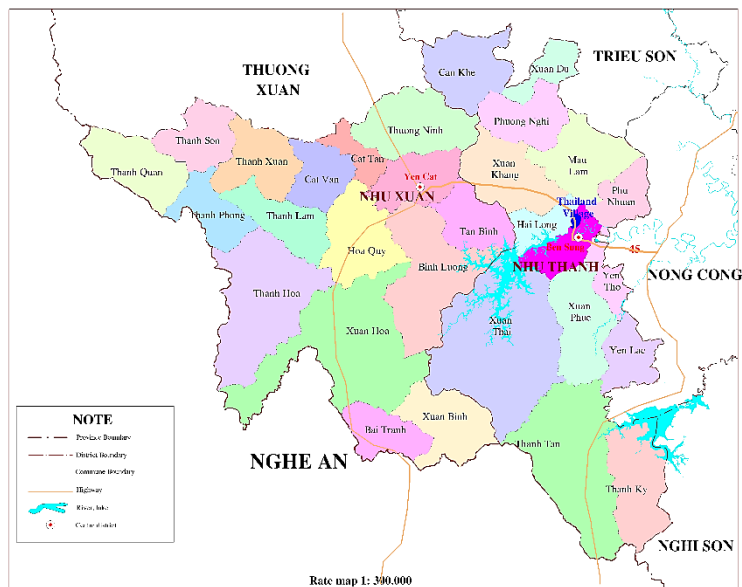 THUONG
XUAN
TRIEU SON
Can Khe
Xuan Du
Phuong Nghi
Thuong Ninh
Thanh Son
Thanh Quan
Thanh Xuan
Cat Tan
Cat Van
Yen Cat
NHU XUAN
Xuan
Khang
Mau
Lam
Phu
Nhuan
Thailand
Village
Thanh Phong
Thanh Lam
Hai Long
Tan Binh
Ben Sung
NHU THANH
45
NONG CONG
Hoa Quy
Binh Luong
Yen
Tho
Thanh Hoa
Xuan
Phuc
Xuan Hoa
Xuan
Thai
Yen Lac
Xuan Binh
Bai Tranh
NGHE AN
Thanh Tan
Thanh Ky
NGHI SON
NOTE
Province Boundary
District Boundary
Commune Boundary
Highway
River, lake
Center district
Rate map 1: 300.000